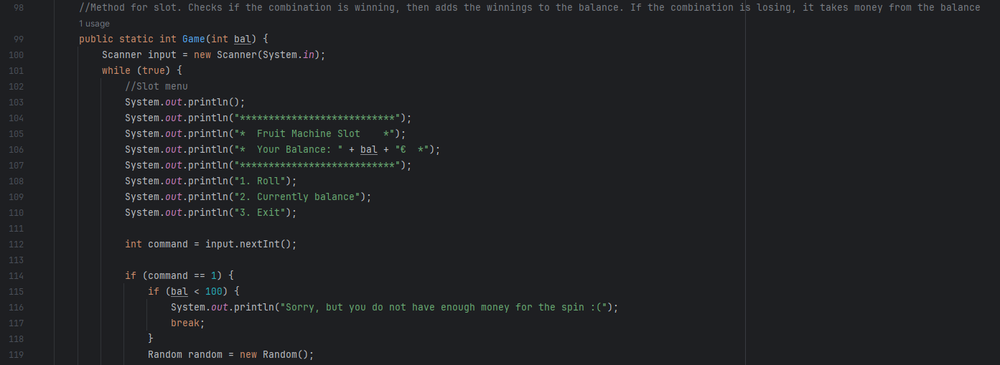 98 //Method for slot. Checks if the combination is winning, then adds the winnings to the balance. If the combination is losing, it takes money from the balance
1 usage
99 public static int Game(int bal) {
100 Scanner input = new Scanner(System.in);
101 while (true) {
102 //Slot menu
103 System.out.println();
104 System.out.println("***************************");
105 System.out.println("*  Fruit Machine Slot    *");
106 System.out.println("*  Your Balance: " + bal + "€  *");
107 System.out.println("***************************");
108 System.out.println("1. Roll");
109 System.out.println("2. Currently balance");
110 System.out.println("3. Exit");
111
112 int command = input.nextInt();
113
114 if (command == 1) {
115 if (bal < 100) {
116 System.out.println("Sorry, but you do not have enough money for the spin :(");
117 break;
118 }
119 Random random = new Random();